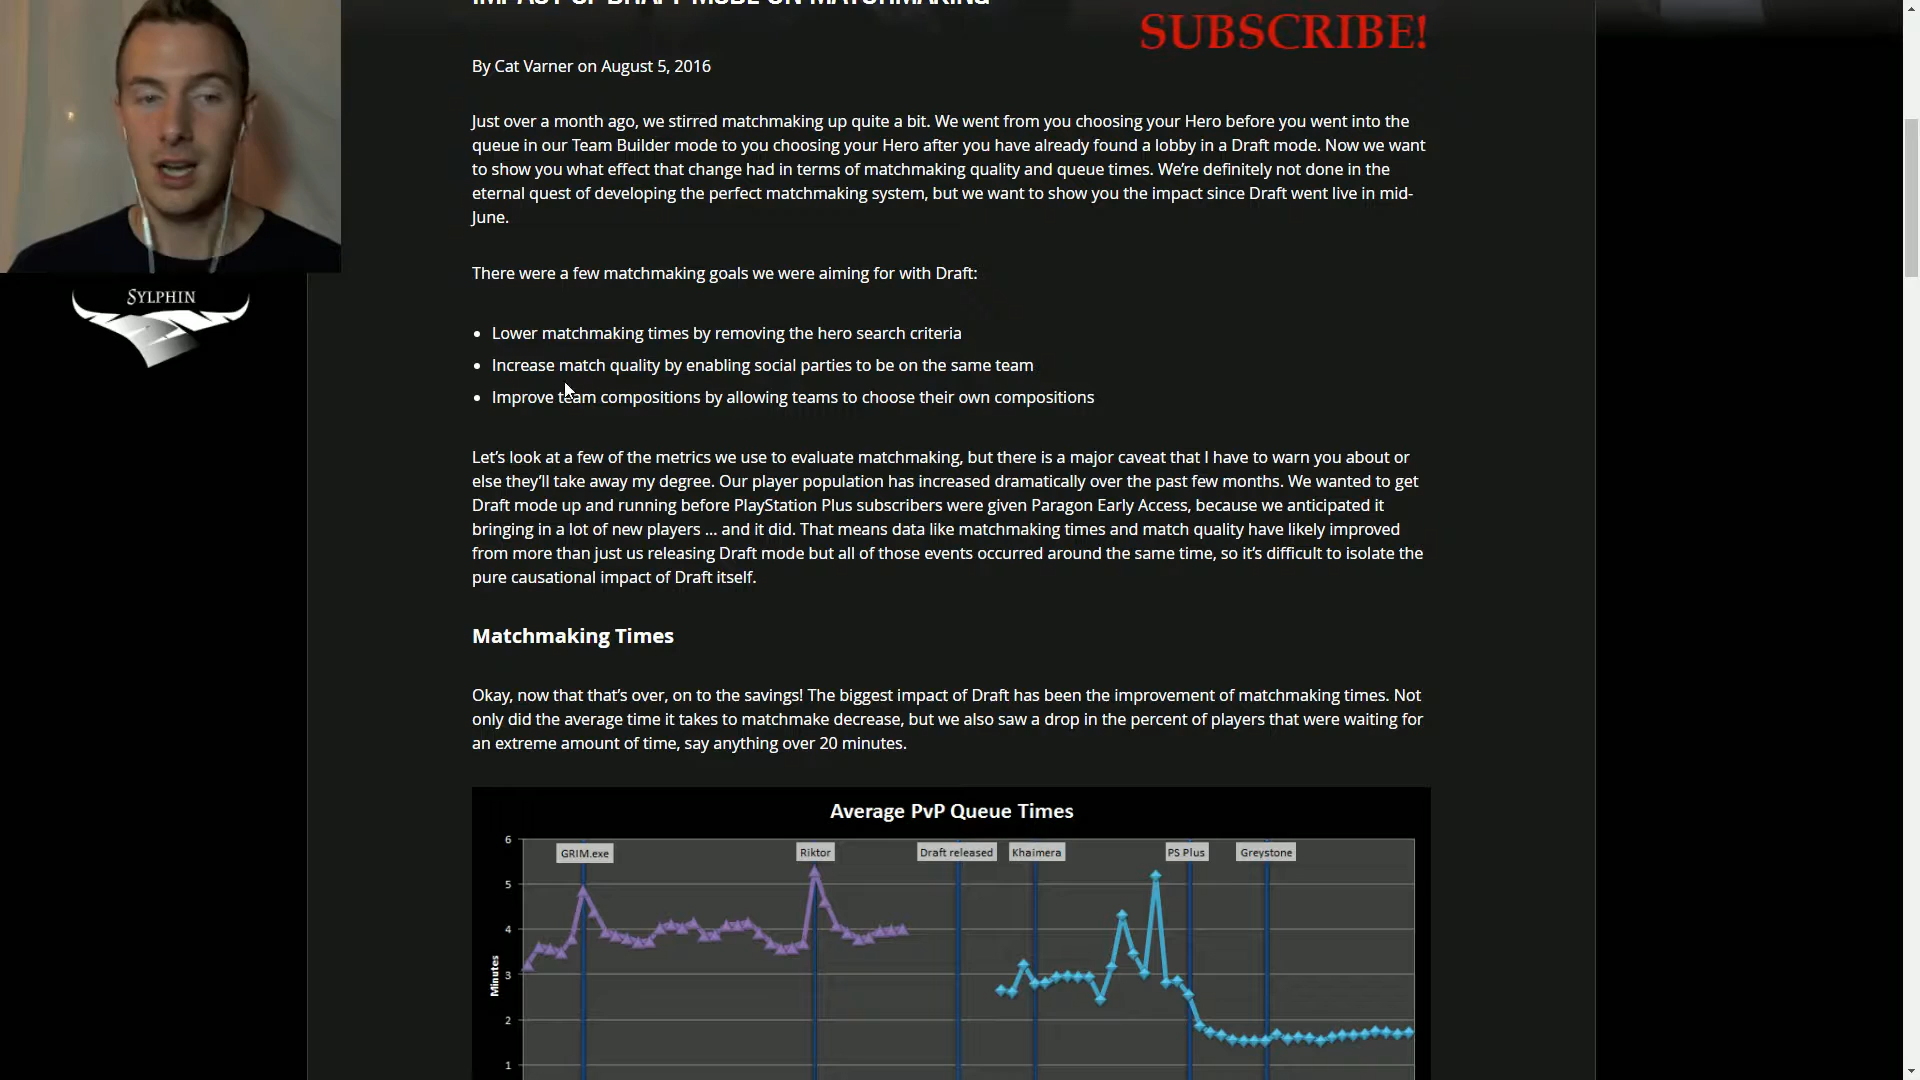 IMPACT OF DRAFT MODE ON MATCHMAKING
SUBSCRIBE!
By Cat Varner on August 5, 2016
Just over a month ago, we stirred matchmaking up quite a bit. We went from you choosing your Hero before you went into the
queue in our Team Builder mode to you choosing your Hero after you have already found a lobby in a Draft mode. Now we want
to show you what effect that change had in terms of matchmaking quality and queue times. We’re definitely not done in the
eternal quest of developing the perfect matchmaking system, but we want to show you the impact since Draft went live in mid-
June.
There were a few matchmaking goals we were aiming for with Draft:
SYLPHIN
• Lower matchmaking times by removing the hero search criteria
• Increase match quality by enabling social parties to be on the same team
• Improve team compositions by allowing teams to choose their own compositions
Let’s look at a few of the metrics we use to evaluate matchmaking, but there is a major caveat that I have to warn you about or
else they’ll take away my degree. Our player population has increased dramatically over the past few months. We wanted to get
Draft mode up and running before PlayStation Plus subscribers were given Paragon Early Access, because we anticipated it
bringing in a lot of new players ... and it did. That means data like matchmaking times and match quality have likely improved
from more than just us releasing Draft mode but all of those events occurred around the same time, so it’s difficult to isolate the
pure causational impact of Draft itself.
Matchmaking Times
Okay, now that that’s over, on to the savings! The biggest impact of Draft has been the improvement of matchmaking times. Not
only did the average time it takes to matchmake decrease, but we also saw a drop in the percent of players that were waiting for
an extreme amount of time, say anything over 20 minutes.
Average PvP Queue Times
6
GRIM.exe
Riktor
Draft released
Khaimera
PS Plus
Greystone
5
4
3
Minutes
2
1